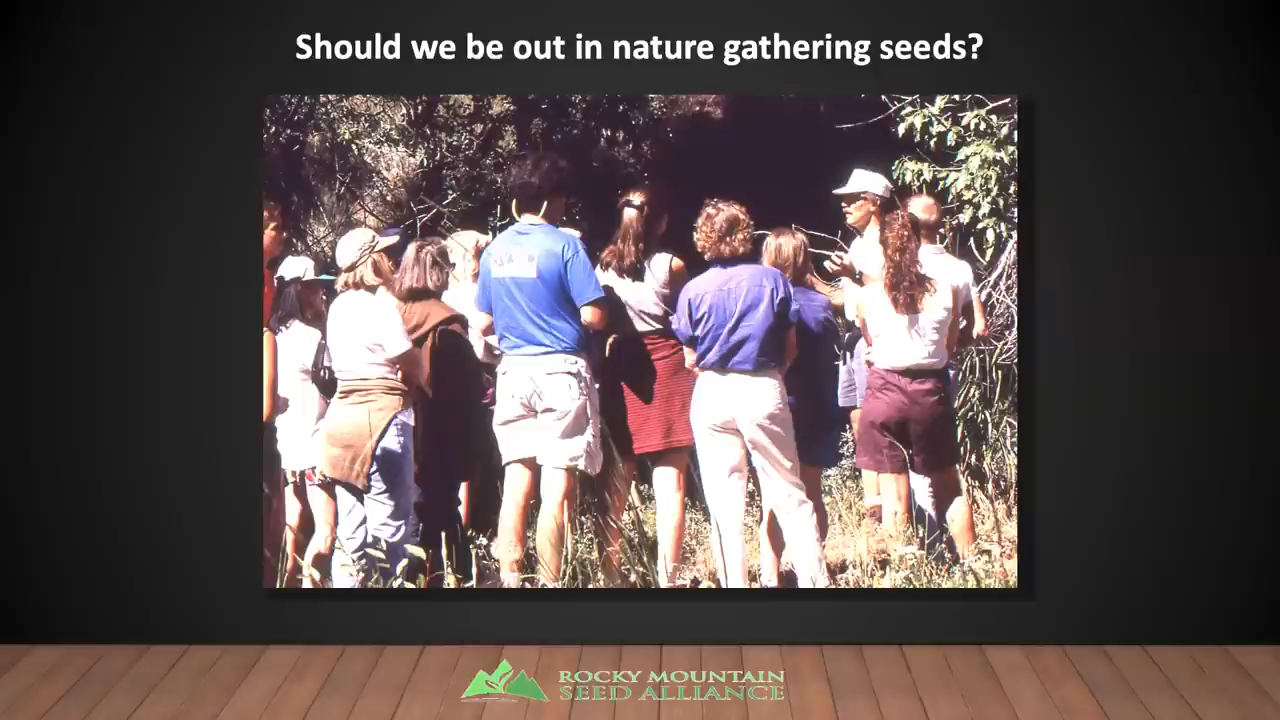 Should we be out in nature gathering seeds?
ROCKY MOUNTAIN
SEED ALLIANCE